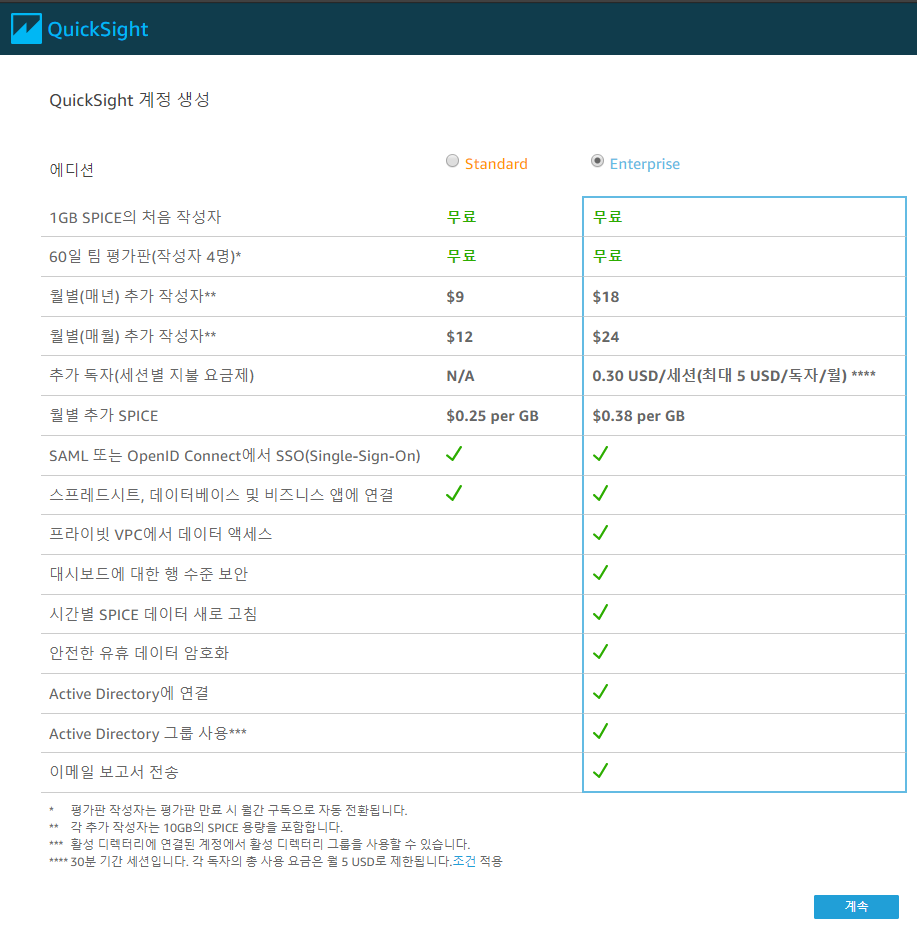 QuickSight
QuickSight 계정 생성
에디션 Standard Enterprise
1GB SPICE의 처음 작성자 무료 무료
60일 팀 평가판(작성자 4명)* 무료 무료
월별(매년) 추가 작성자** $9 $18
월별(매월) 추가 작성자** $12 $24
추가 독자(세션별 지불 요금제) N/A 0.30 USD/세션(최대 5 USD/독자/월) ****
월별 추가 SPICE $0.25 per GB $0.38 per GB
SAML 또는 OpenID Connect에서 SSO(Single-Sign-On)
스프레드시트, 데이터베이스 및 비즈니스 앱에 연결
프라이빗 VPC에서 데이터 액세스
대시보드에 대한 행 수준 보안
시간별 SPICE 데이터 새로 고침
안전한 유휴 데이터 암호화
Active Directory에 연결
Active Directory 그룹 사용***
이메일 보고서 전송
* 평가판 작성자는 평가판 만료 시 월간 구독으로 자동 전환됩니다.
** 각 추가 작성자는 10GB의 SPICE 용량을 포함합니다.
*** 활성 디렉터리에 연결된 계정에서 활성 디렉터리 그룹을 사용할 수 있습니다.
**** 30분 기간 세션입니다. 각 독자의 총 사용 요금은 월 5 USD로 제한됩니다.조건 적용
계속